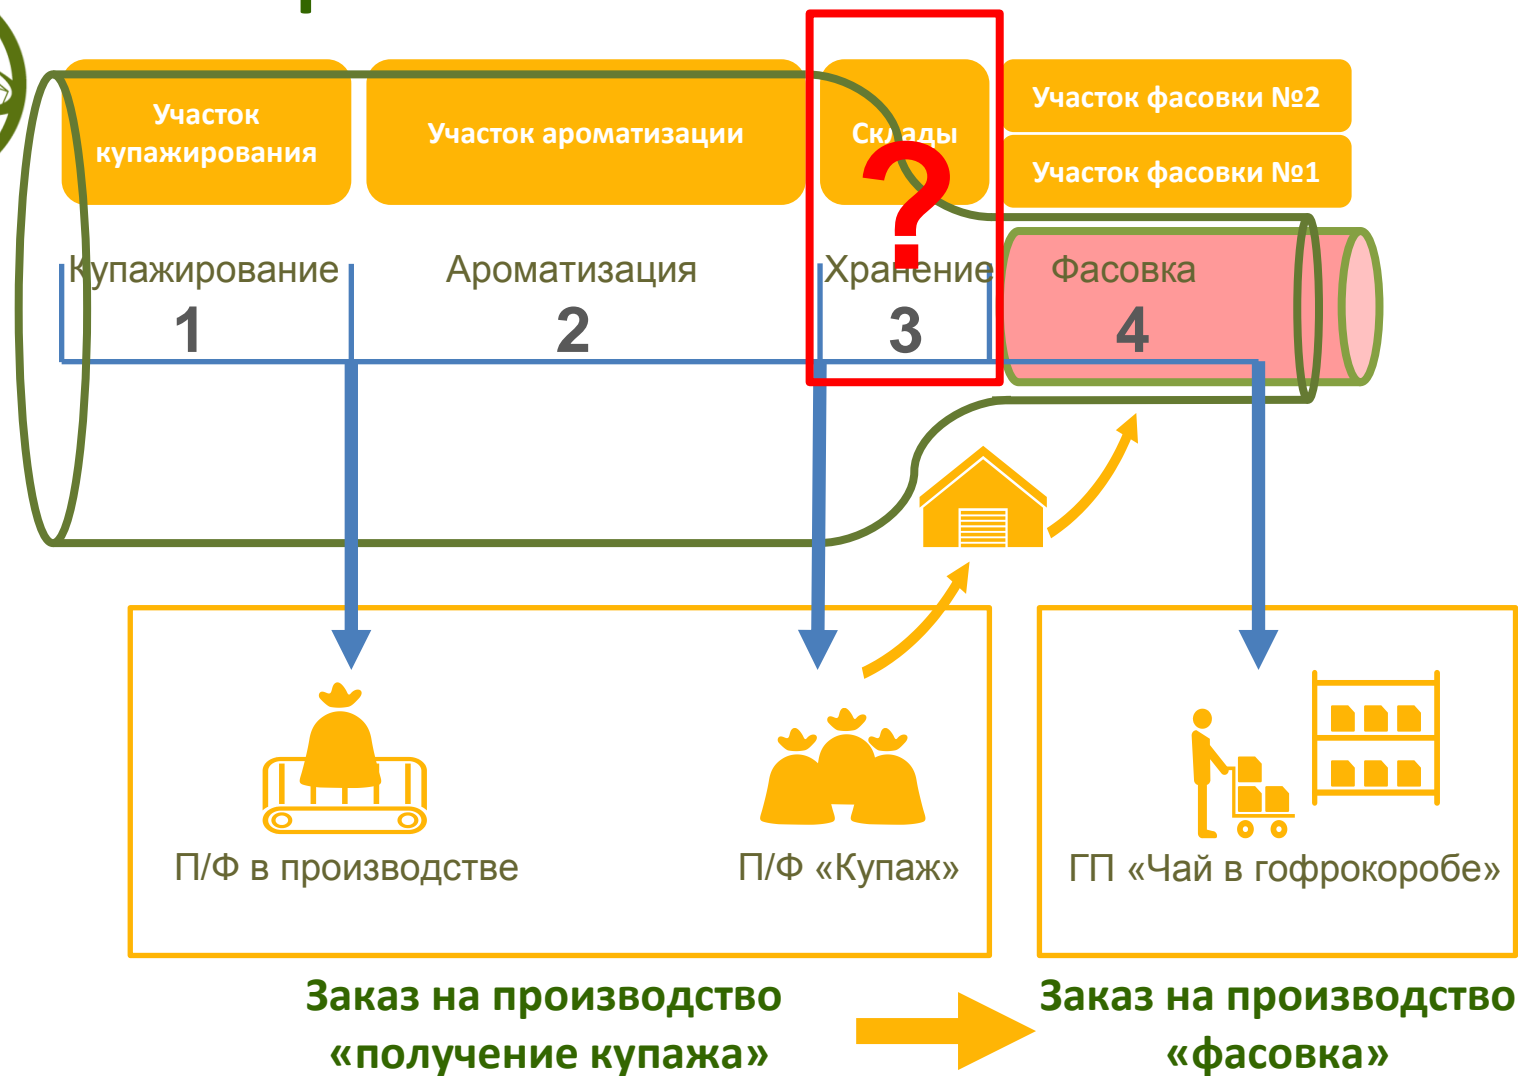 Участок
купажирования
Участок ароматизации
Склады
Участок фасовки №2
Участок фасовки №1
?
Купажирование
Ароматизация
Хранение
Фасовка
1
2
3
4
П/Ф в производстве
П/Ф «Купаж»
ГП «Чай в гофрокоробе»
Заказ на производство
«получение купажа»
Заказ на производство
«фасовка»